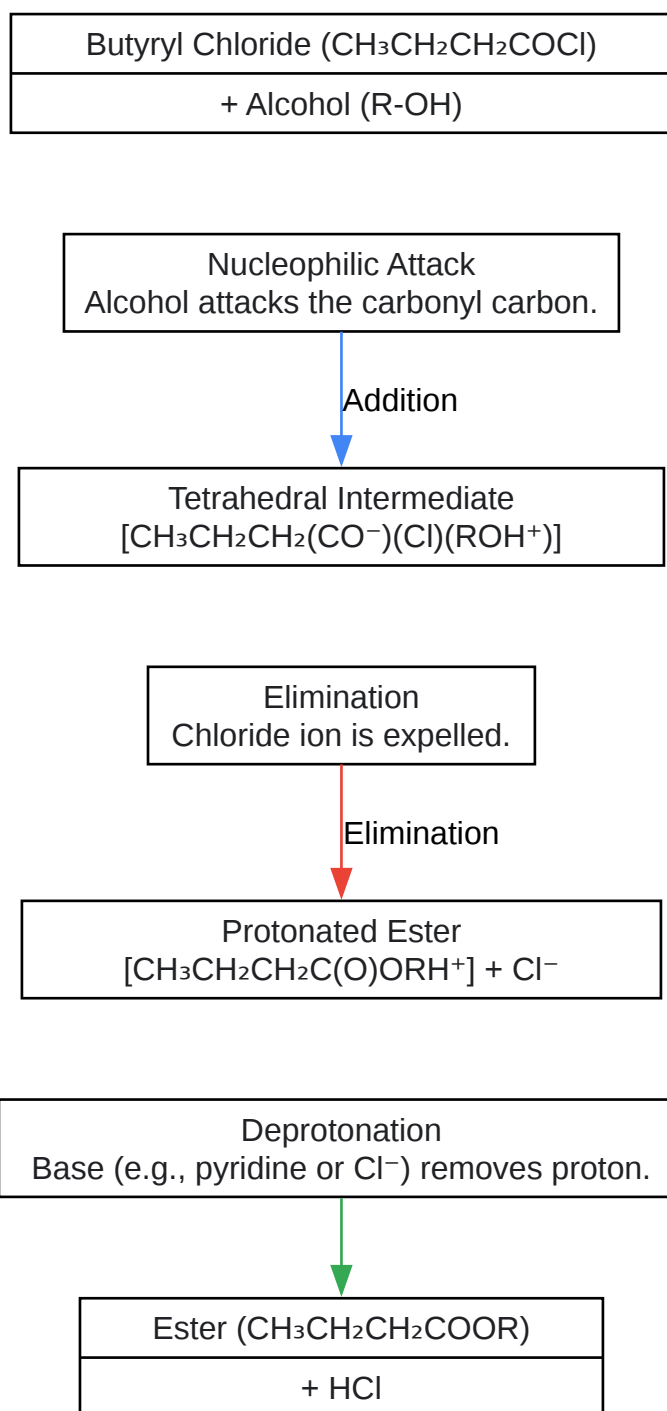 Butyryl Chloride (CH₃CH₂CH₂COCl)
+ Alcohol (R-OH)
Nucleophilic Attack
Alcohol attacks the carbonyl carbon.
Addition
Tetrahedral Intermediate
[CH₃CH₂CH₂(CO⁻)(Cl)(ROH⁺)]
Elimination
Chloride ion is expelled.
Elimination
Protonated Ester
[CH₃CH₂CH₂C(O)ORH⁺] + Cl⁻
Deprotonation
Base (e.g., pyridine or Cl⁻) removes proton.
Ester (CH₃CH₂CH₂COOR)
+ HCl